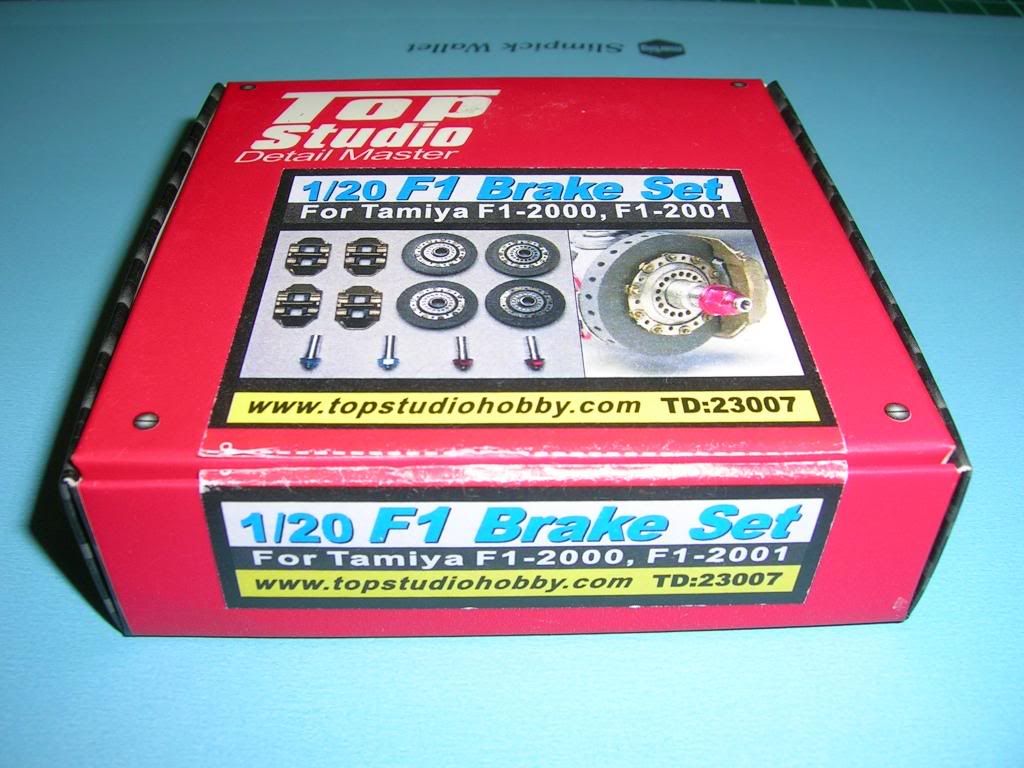 Slimpick Wallet
Top
Studio
Detail Master
1/20 F1 Brake Set
For Tamiya F1-2000, F1-2001
www.topstudiohobby.com TD:23007
1/20 F1 Brake Set
For Tamiya F1-2000, F1-2001
www.topstudiohobby.com TD:23007